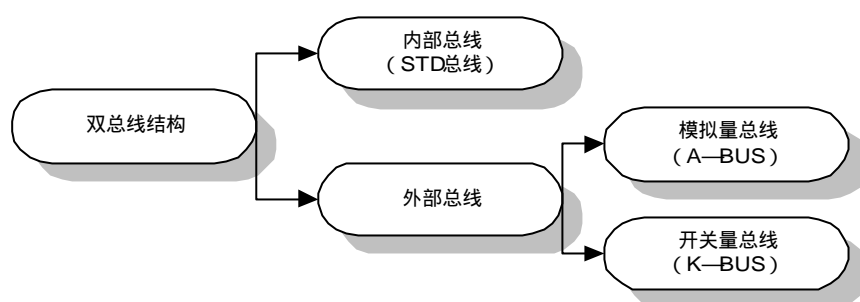 双总线结构
内部总线
（STD总线）
外部总线
模拟量总线
（A—BUS）
开关量总线
（K—BUS）